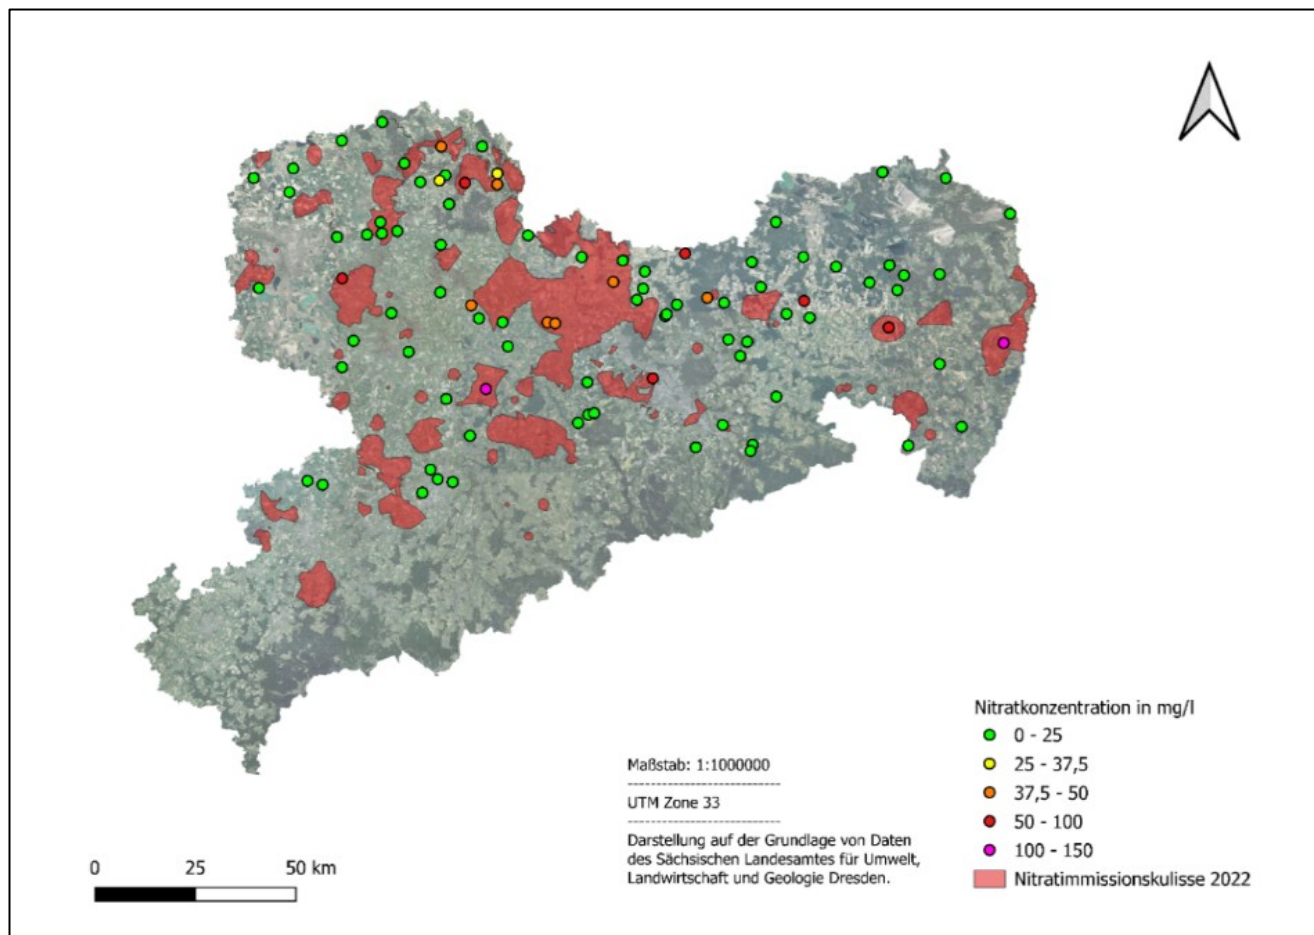 Nitratkonzentration in mg/l
0 - 25
25 - 37,5
37,5 - 50
50 - 100
100 - 150
Nitratimmissionskulisse 2022
Maßstab: 1:1000000
---------------------------
UTM Zone 33
---------------------------
Darstellung auf der Grundlage von Daten
des Sächsischen Landesamtes für Umwelt,
Landwirtschaft und Geologie Dresden.
0 25 50 km